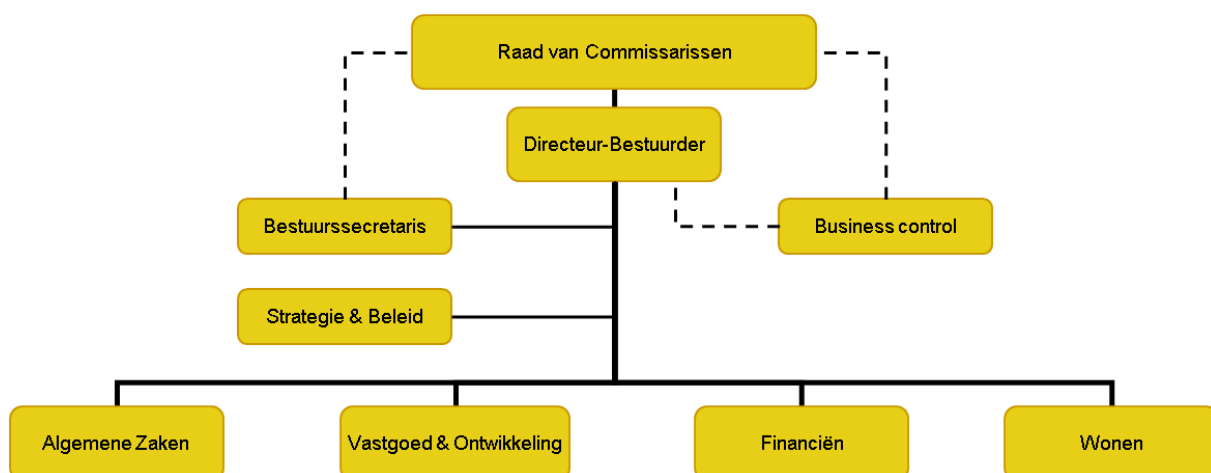 Raad van Commissarissen
Directeur-Bestuurder
Bestuurssecretaris
Business control
Strategie & Beleid
Algemene Zaken
Vastgoed & Ontwikkeling
Financiën
Wonen